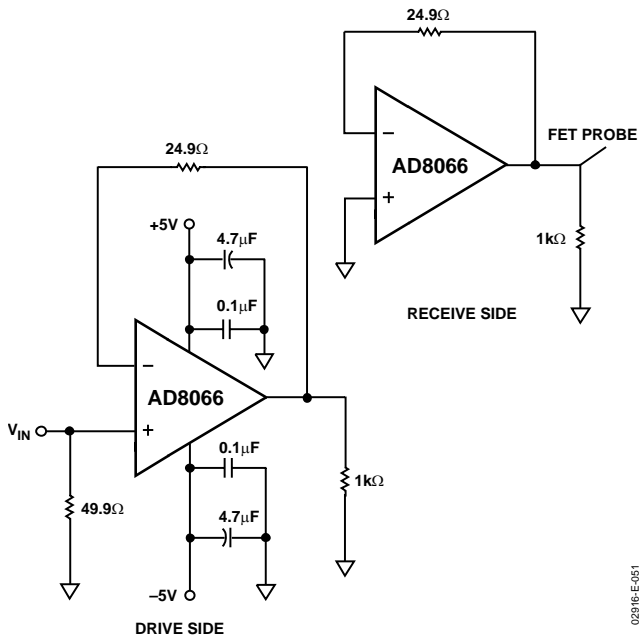 24.9Ω
−
AD8066
+
FET PROBE
1kΩ
RECEIVE SIDE
24.9Ω
+5V
4.7μF
0.1μF
−
AD8066
VIN
+
49.9Ω
0.1μF
4.7μF
1kΩ
–5V
DRIVE SIDE
02916-E-051